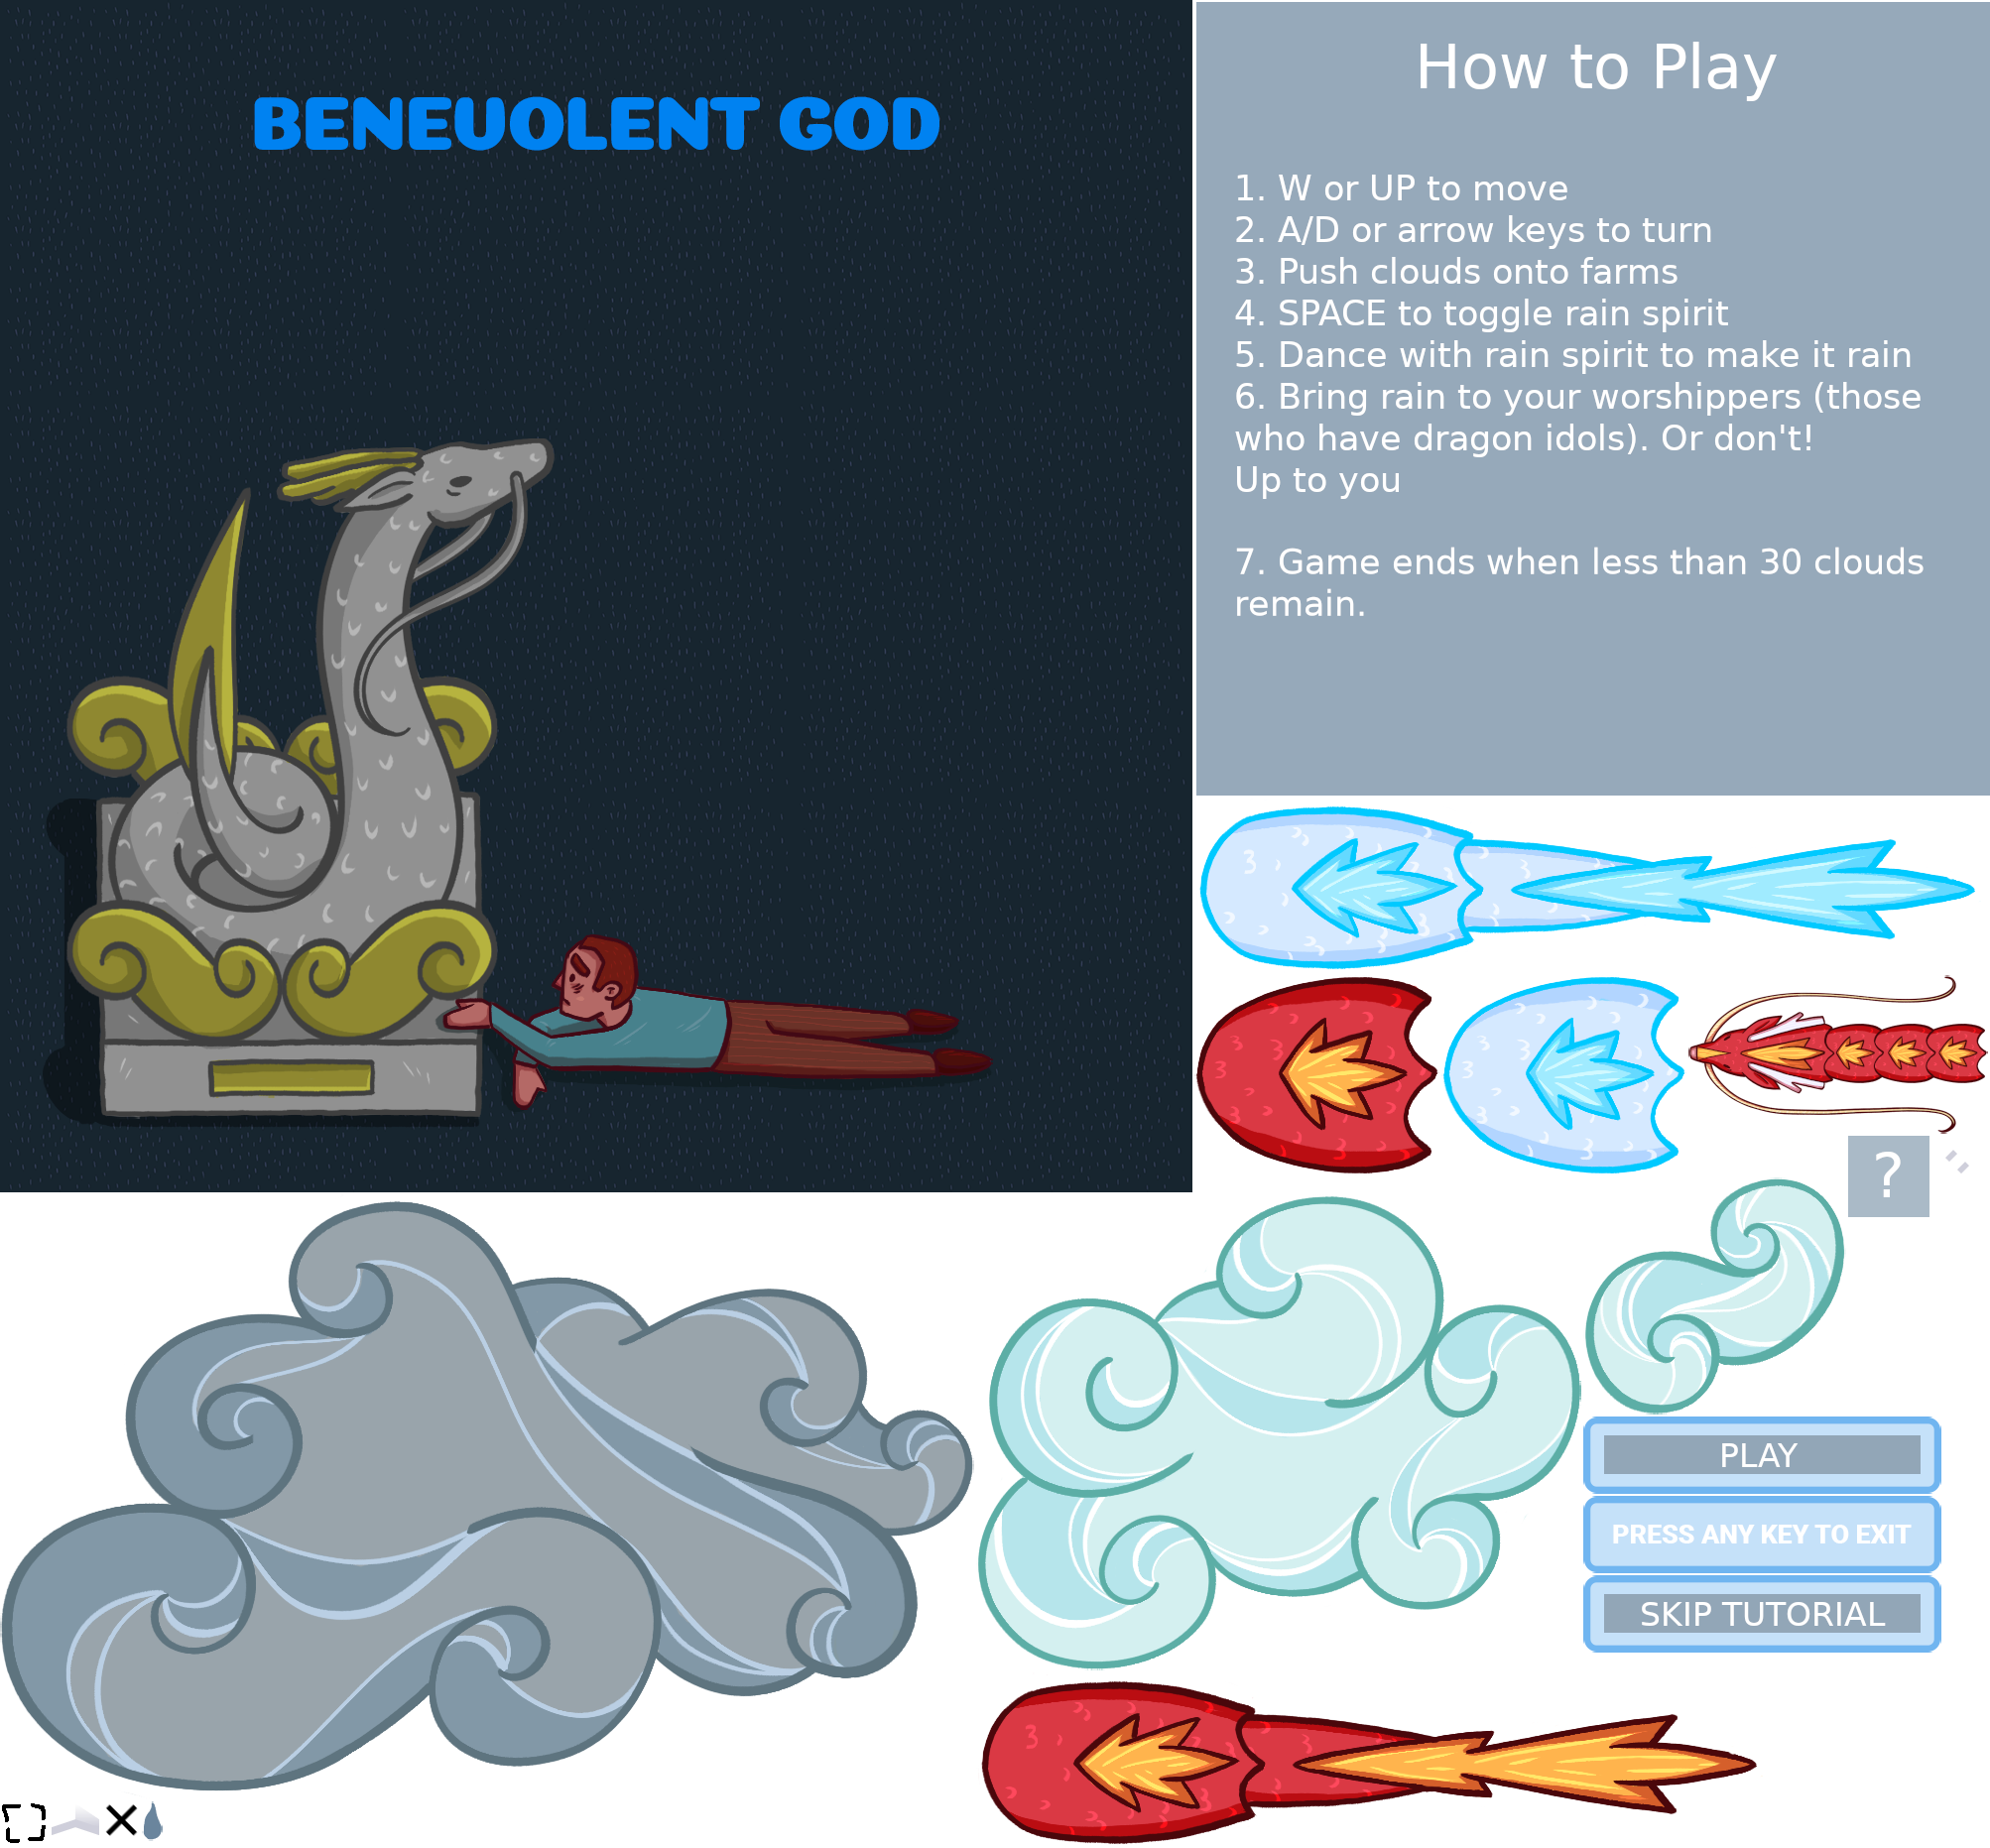 BENEVOLENT GOD
How to Play
1. W or UP to move
2. A/D or arrow keys to turn
3. Push clouds onto farms
4. SPACE to toggle rain spirit
5. Dance with rain spirit to make it rain
6. Bring rain to your worshippers (those
who have dragon idols). Or don't!
Up to you
7. Game ends when less than 30 clouds
remain.
?
PLAY
PRESS ANY KEY TO EXIT
SKIP TUTORIAL